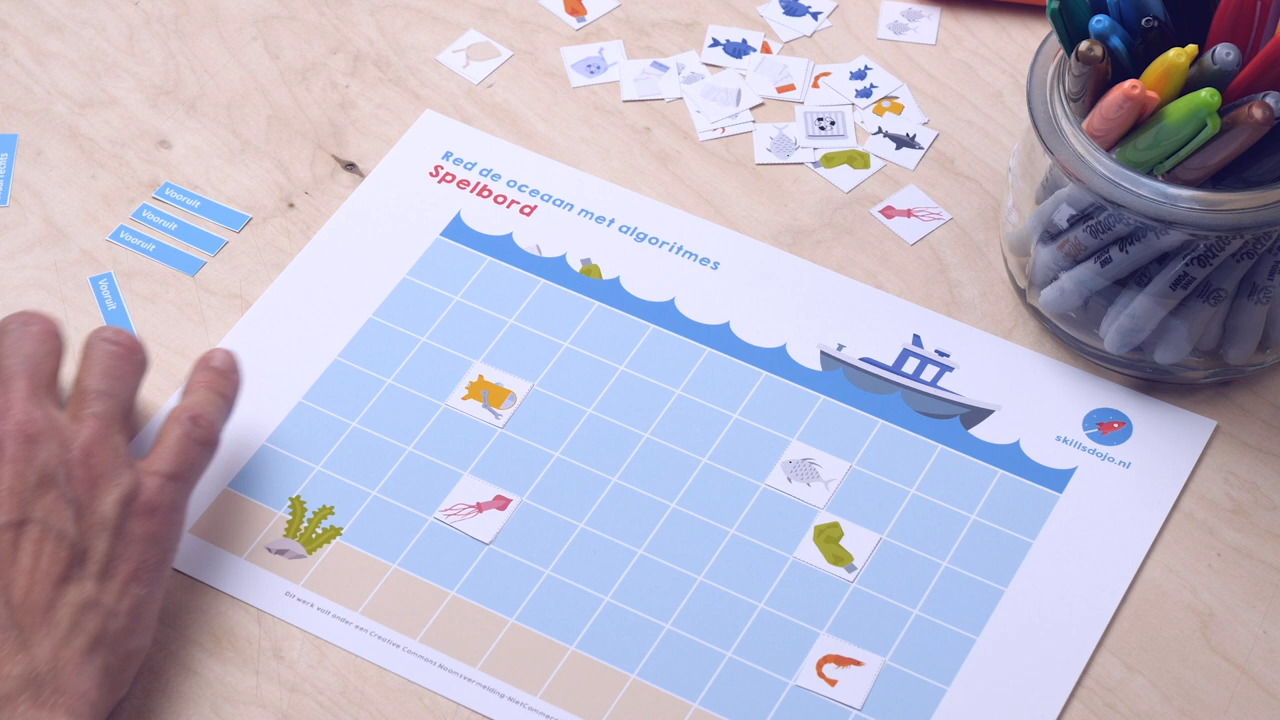 Red de oceaan met algoritmes
Spelbord
Vooruit
Vooruit
Vooruit
Vooruit
skillsdojo.nl
Dit werk valt onder een Creative Commons Naamsvermelding-NietCommerc